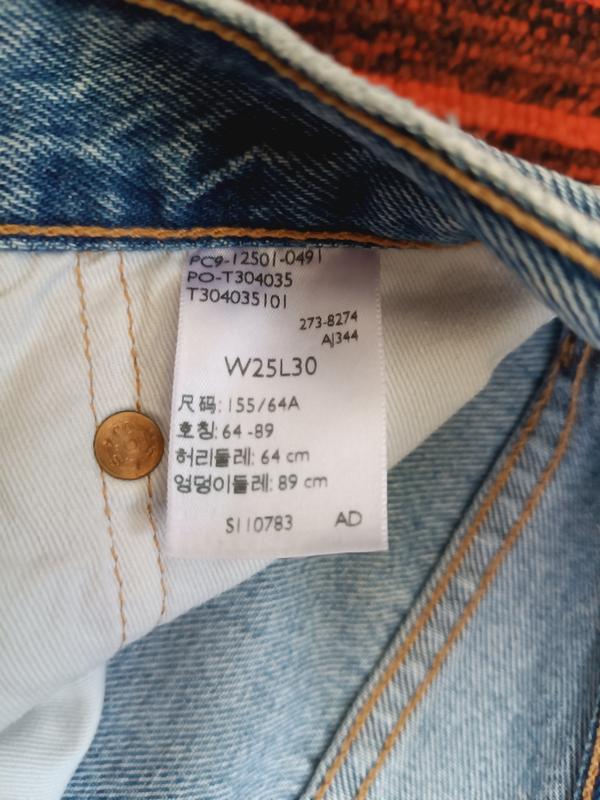 PC9-12501-0491
PO-T304035
T304035101
273-8274
AJ344
W25L30
尺码: 155/64A
호칭: 64-89
허리둘레: 64 cm
엉덩이둘레: 89 cm
S110783 AD